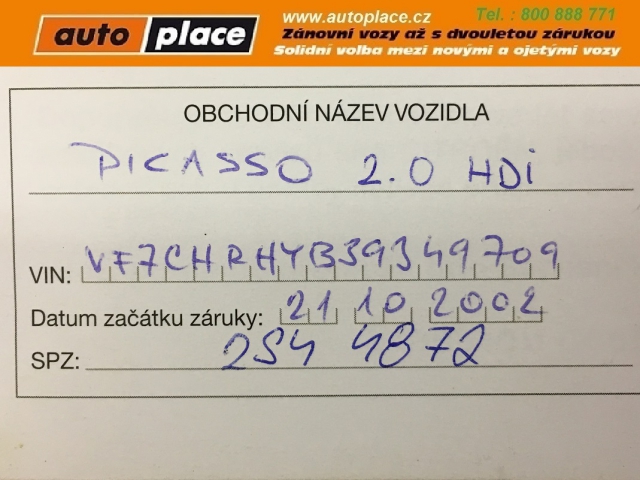 auto place
www.autoplace.cz
Tel. : 800 888 771
Zánovní vozy až s dvouletou zárukou
Solidní volba mezi novými a ojetými vozy
OBCHODNÍ NÁZEV VOZIDLA
PICASSO 2.0 HDi
VIN: VF7CHRHYB39349709
Datum začátku záruky: 21 10 2002
SPZ: 2S4 4872